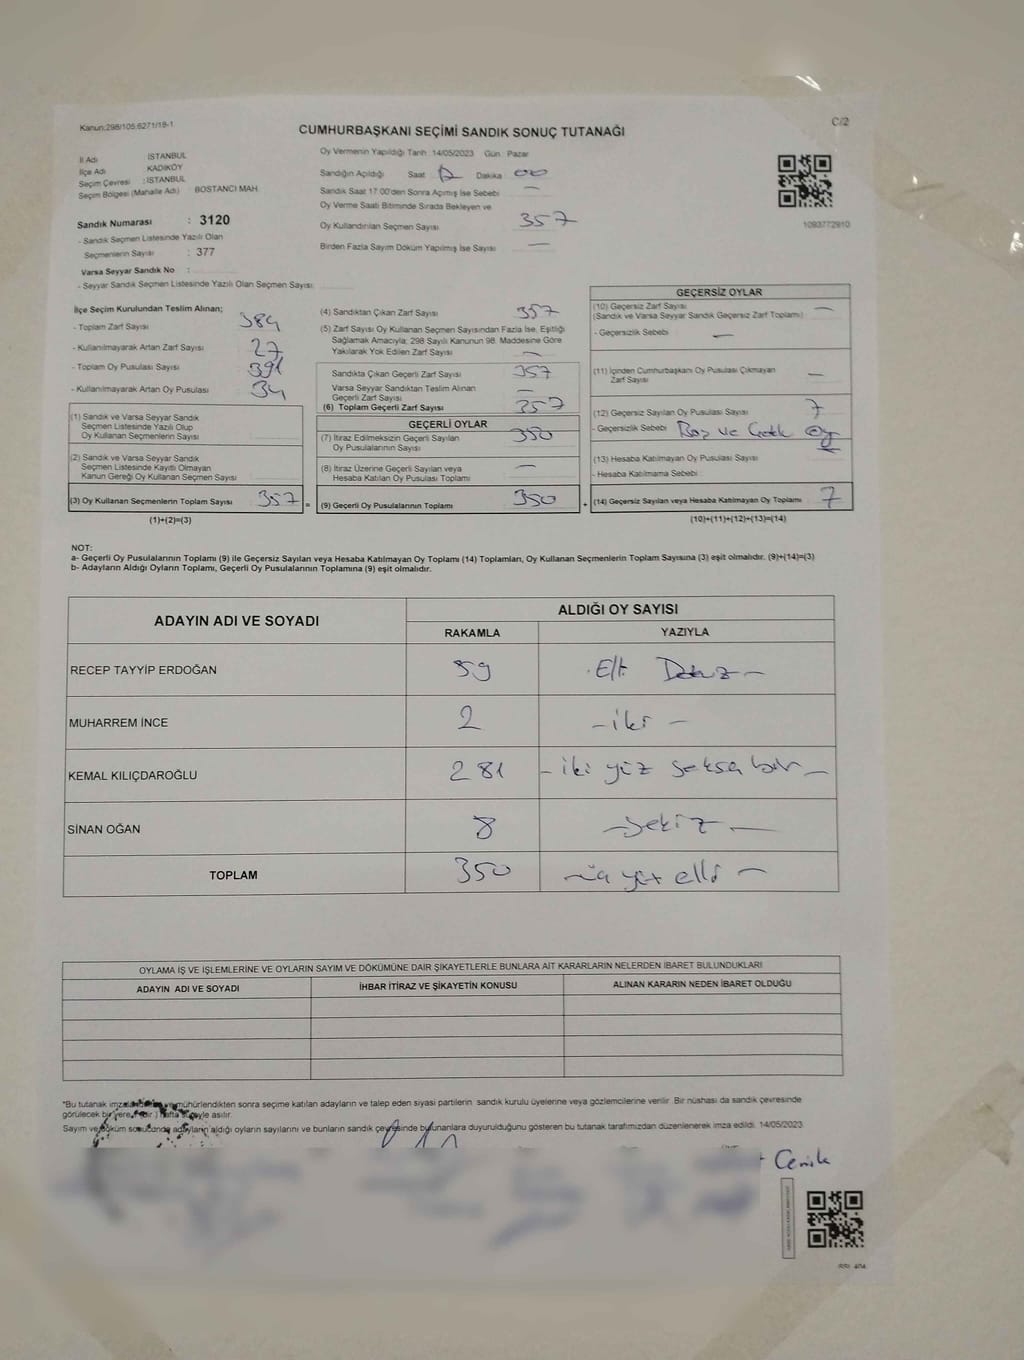 Kanun:298/105;6271/18-1
C/2
CUMHURBAŞKANI SEÇİMİ SANDIK SONUÇ TUTANAĞI
İl Adı : İSTANBUL
İlçe Adı : KADIKÖY
Seçim Çevresi : İSTANBUL
Seçim Bölgesi (Mahalle Adı) : BOSTANCI MAH.
Sandık Numarası : 3120
- Sandık Seçmen Listesinde Yazılı Olan
Seçmenlerin Sayısı : 377
Varsa Seyyar Sandık No :
- Seyyar Sandık Seçmen Listesinde Yazılı Olan Seçmen Sayısı:
Oy Vermenin Yapıldığı Tarih :14/05/2023 Gün : Pazar
Sandığın Açıldığı Saat Dakika 00
Sandık Saat 17:00'den Sonra Açılmış İse Sebebi —
Oy Verme Saati Bitiminde Sırada Bekleyen ve
Oy Kullandırılan Seçmen Sayısı 357
Birden Fazla Sayım Döküm Yapılmış İse Sayısı —
1093772910
İlçe Seçim Kurulundan Teslim Alınan;
- Toplam Zarf Sayısı 384
- Kullanılmayarak Artan Zarf Sayısı 27
- Toplam Oy Pusulası Sayısı 391
- Kullanılmayarak Artan Oy Pusulası 34
(1) Sandık ve Varsa Seyyar Sandık
Seçmen Listesinde Yazılı Olup
Oy Kullanan Seçmenlerin Sayısı
(2) Sandık ve Varsa Seyyar Sandık
Seçmen Listesinde Kayıtlı Olmayan
Kanun Gereği Oy Kullanan Seçmen Sayısı
(3) Oy Kullanan Seçmenlerin Toplam Sayısı 357 =
(1)+(2)=(3)
(4) Sandıktan Çıkan Zarf Sayısı 357
(5) Zarf Sayısı Oy Kullanan Seçmen Sayısından Fazla İse, Eşitliği
Sağlamak Amacıyla; 298 Sayılı Kanunun 98. Maddesine Göre
Yakılarak Yok Edilen Zarf Sayısı —
Sandıkta Çıkan Geçerli Zarf Sayısı 357
Varsa Seyyar Sandıktan Teslim Alınan
Geçerli Zarf Sayısı —
(6) Toplam Geçerli Zarf Sayısı 357
GEÇERLİ OYLAR
(7) İtiraz Edilmeksizin Geçerli Sayılan 350
Oy Pusulalarının Sayısı
(8) İtiraz Üzerine Geçerli Sayılan veya —
Hesaba Katılan Oy Pusulası Toplamı
(9) Geçerli Oy Pusulalarının Toplamı 350 +
GEÇERSİZ OYLAR
(10) Geçersiz Zarf Sayısı —
(Sandık ve Varsa Seyyar Sandık Geçersiz Zarf Toplamı)
- Geçersizlik Sebebi —
(11) İçinden Cumhurbaşkanı Oy Pusulası Çıkmayan —
Zarf Sayısı
(12) Geçersiz Sayılan Oy Pusulası Sayısı 7
- Geçersizlik Sebebi Boş ve Oy
(13) Hesaba Katılmayan Oy Pusulası Sayısı —
- Hesaba Katılmama Sebebi
(14) Geçersiz Sayılan veya Hesaba Katılmayan Oy Toplamı 7
(10)+(11)+(12)+(13)=(14)
NOT:
a- Geçerli Oy Pusulalarının Toplamı (9) ile Geçersiz Sayılan veya Hesaba Katılmayan Oy Toplamı (14) Toplamları, Oy Kullanan Seçmenlerin Toplam Sayısına (3) eşit olmalıdır. (9)+(14)=(3)
b- Adayların Aldığı Oyların Toplamı, Geçerli Oy Pusulalarının Toplamına (9) eşit olmalıdır.
ADAYIN ADI VE SOYADI
ALDIĞI OY SAYISI
RAKAMLA YAZIYLA
RECEP TAYYİP ERDOĞAN 59 Elli Dokuz —
MUHARREM İNCE 2 — iki —
KEMAL KILIÇDAROĞLU 281 — iki yüz seksen bir —
SİNAN OĞAN 8 — sekiz —
TOPLAM 350 — üç yüz elli —
OYLAMA İŞ VE İŞLEMLERİNE VE OYLARIN SAYIM VE DÖKÜMÜNE DAİR ŞİKAYETLERLE BUNLARA AİT KARARLARIN NELERDEN İBARET BULUNDUKLARI
ADAYIN ADI VE SOYADI İHBAR İTİRAZ VE ŞİKAYETİN KONUSU ALINAN KARARIN NEDEN İBARET OLDUĞU
*Bu tutanak ve mühürlendikten sonra seçime katılan adayların ve talep eden siyasi partilerin sandık kurulu üyelerine veya gözlemcilerine verilir. Bir nüshası da sandık çevresinde
görülecek bir yere hafta süreyle asılır.
Sayım ve döküm sonucunda adayların aldığı oyların sayılarını ve bunların sandık çevresinde bulunanlara duyurulduğunu gösteren bu tutanak tarafımızdan düzenlenerek imza edildi. 14/05/2023